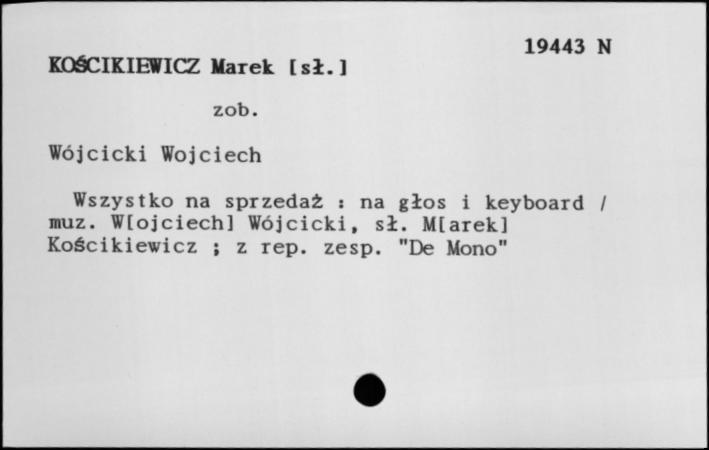 19443 N
KOŚCIKIEWICZ Marek [sł.]
zob.
Wójcicki Wojciech
Wszystko na sprzedaż : na głos i keyboard /
muz. W[ojciech] Wójcicki, sł. M[arek]
Kościkiewicz ; z rep. zesp. "De Mono"